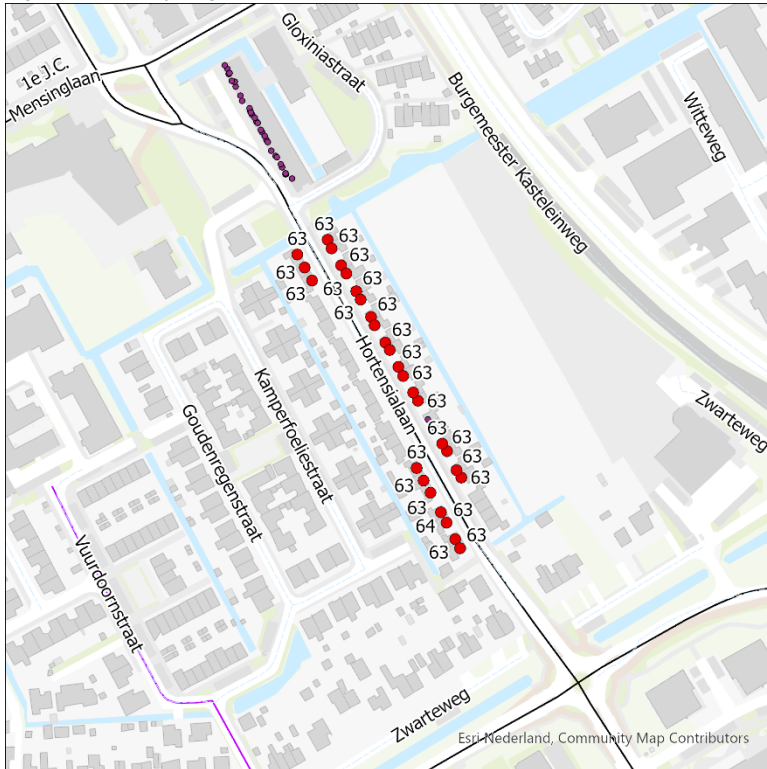 Gloxiniastraat
1e J.C.
-Mensinglaan
Burgemeester Kasteleinweg
Witteweg
63
63
63
63
63
63
63
63
63
63
63
63
Hortensialaan
63
63
63
Kamperfoeliestraat
Goudenregenstraat
Zwarteweg
63
63
63
63
63
63
63
63
64
63
63
Vuurdoornstraat
Zwarteweg
Esri Nederland, Community Map Contributors